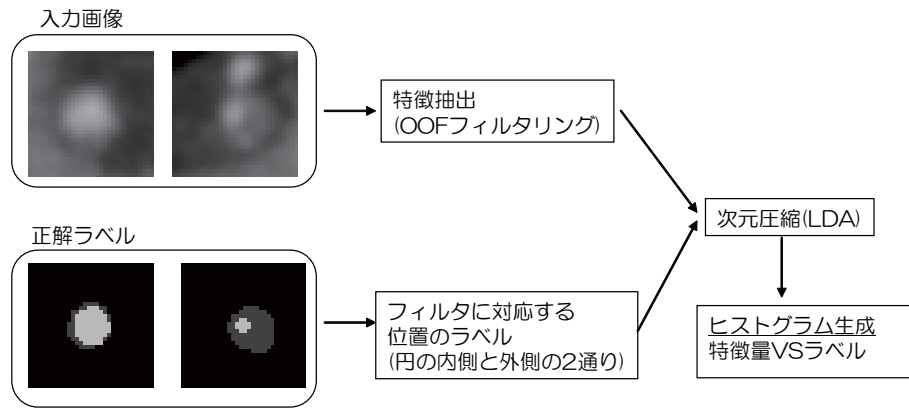 入力画像
特徴抽出
(OOFフィルタリング)
次元圧縮(LDA)
正解ラベル
フィルタに対応する
位置のラベル
(円の内側と外側の2通り)
ヒストグラム生成
特徴量VSラベル